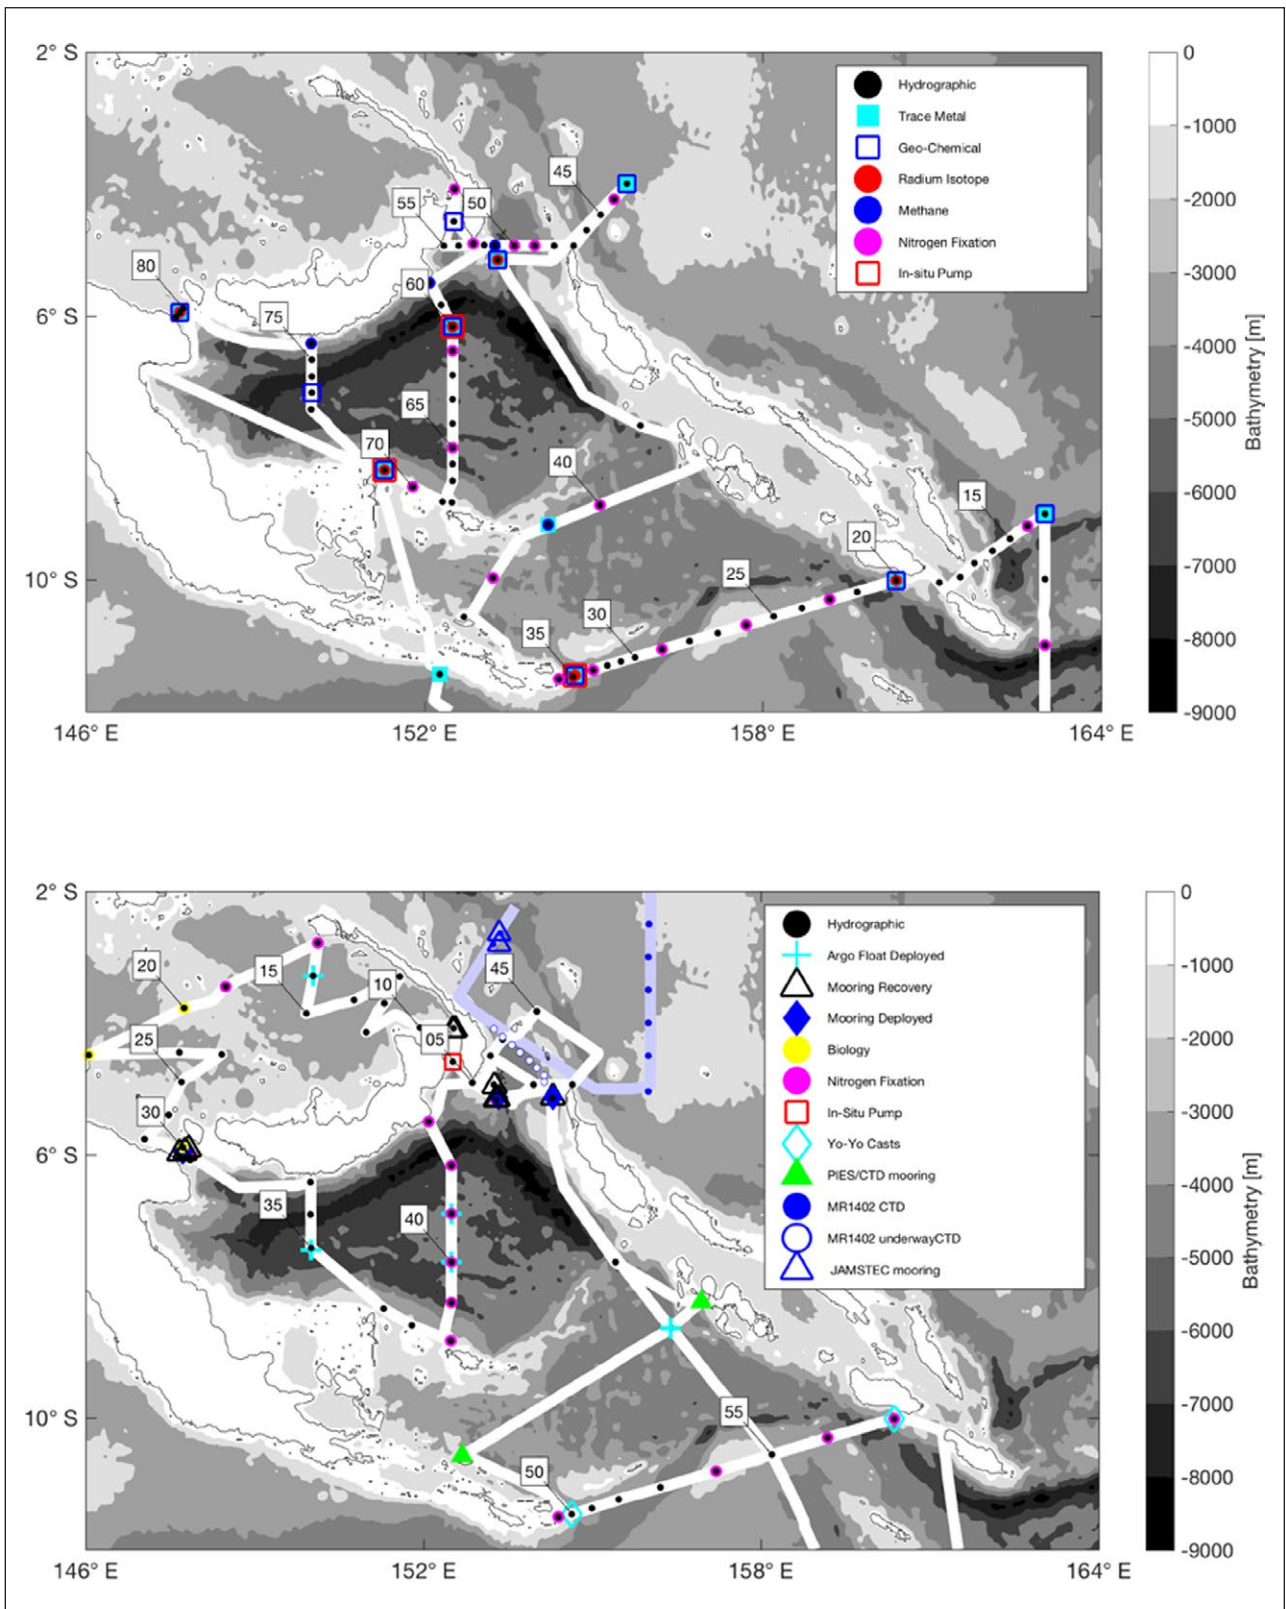 2° S
6° S
10° S
146° E
152° E
158° E
164° E
Hydrographic
Trace Metal
Geo-Chemical
Radium Isotope
Methane
Nitrogen Fixation
In-situ Pump
45
55
50
80
60
75
65
70
40
15
20
25
30
35
0
-1000
-2000
-3000
-4000
-5000
-6000
-7000
-8000
-9000
Bathymetry [m]
2° S
6° S
10° S
146° E
152° E
158° E
164° E
Hydrographic
Argo Float Deployed
Mooring Recovery
Mooring Deployed
Biology
Nitrogen Fixation
In-Situ Pump
Yo-Yo Casts
PIES/CTD mooring
MR1402 CTD
MR1402 underwayCTD
JAMSTEC mooring
20
15
10
45
25
05
30
35
40
55
50
0
-1000
-2000
-3000
-4000
-5000
-6000
-7000
-8000
-9000
Bathymetry [m]